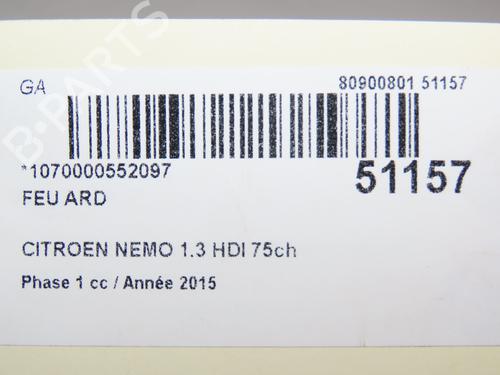 GA
80900801 51157
*1070000552097
51157
FEU ARD
CITROEN NEMO 1.3 HDI 75ch
Phase 1 cc / Année 2015
B-PARTS